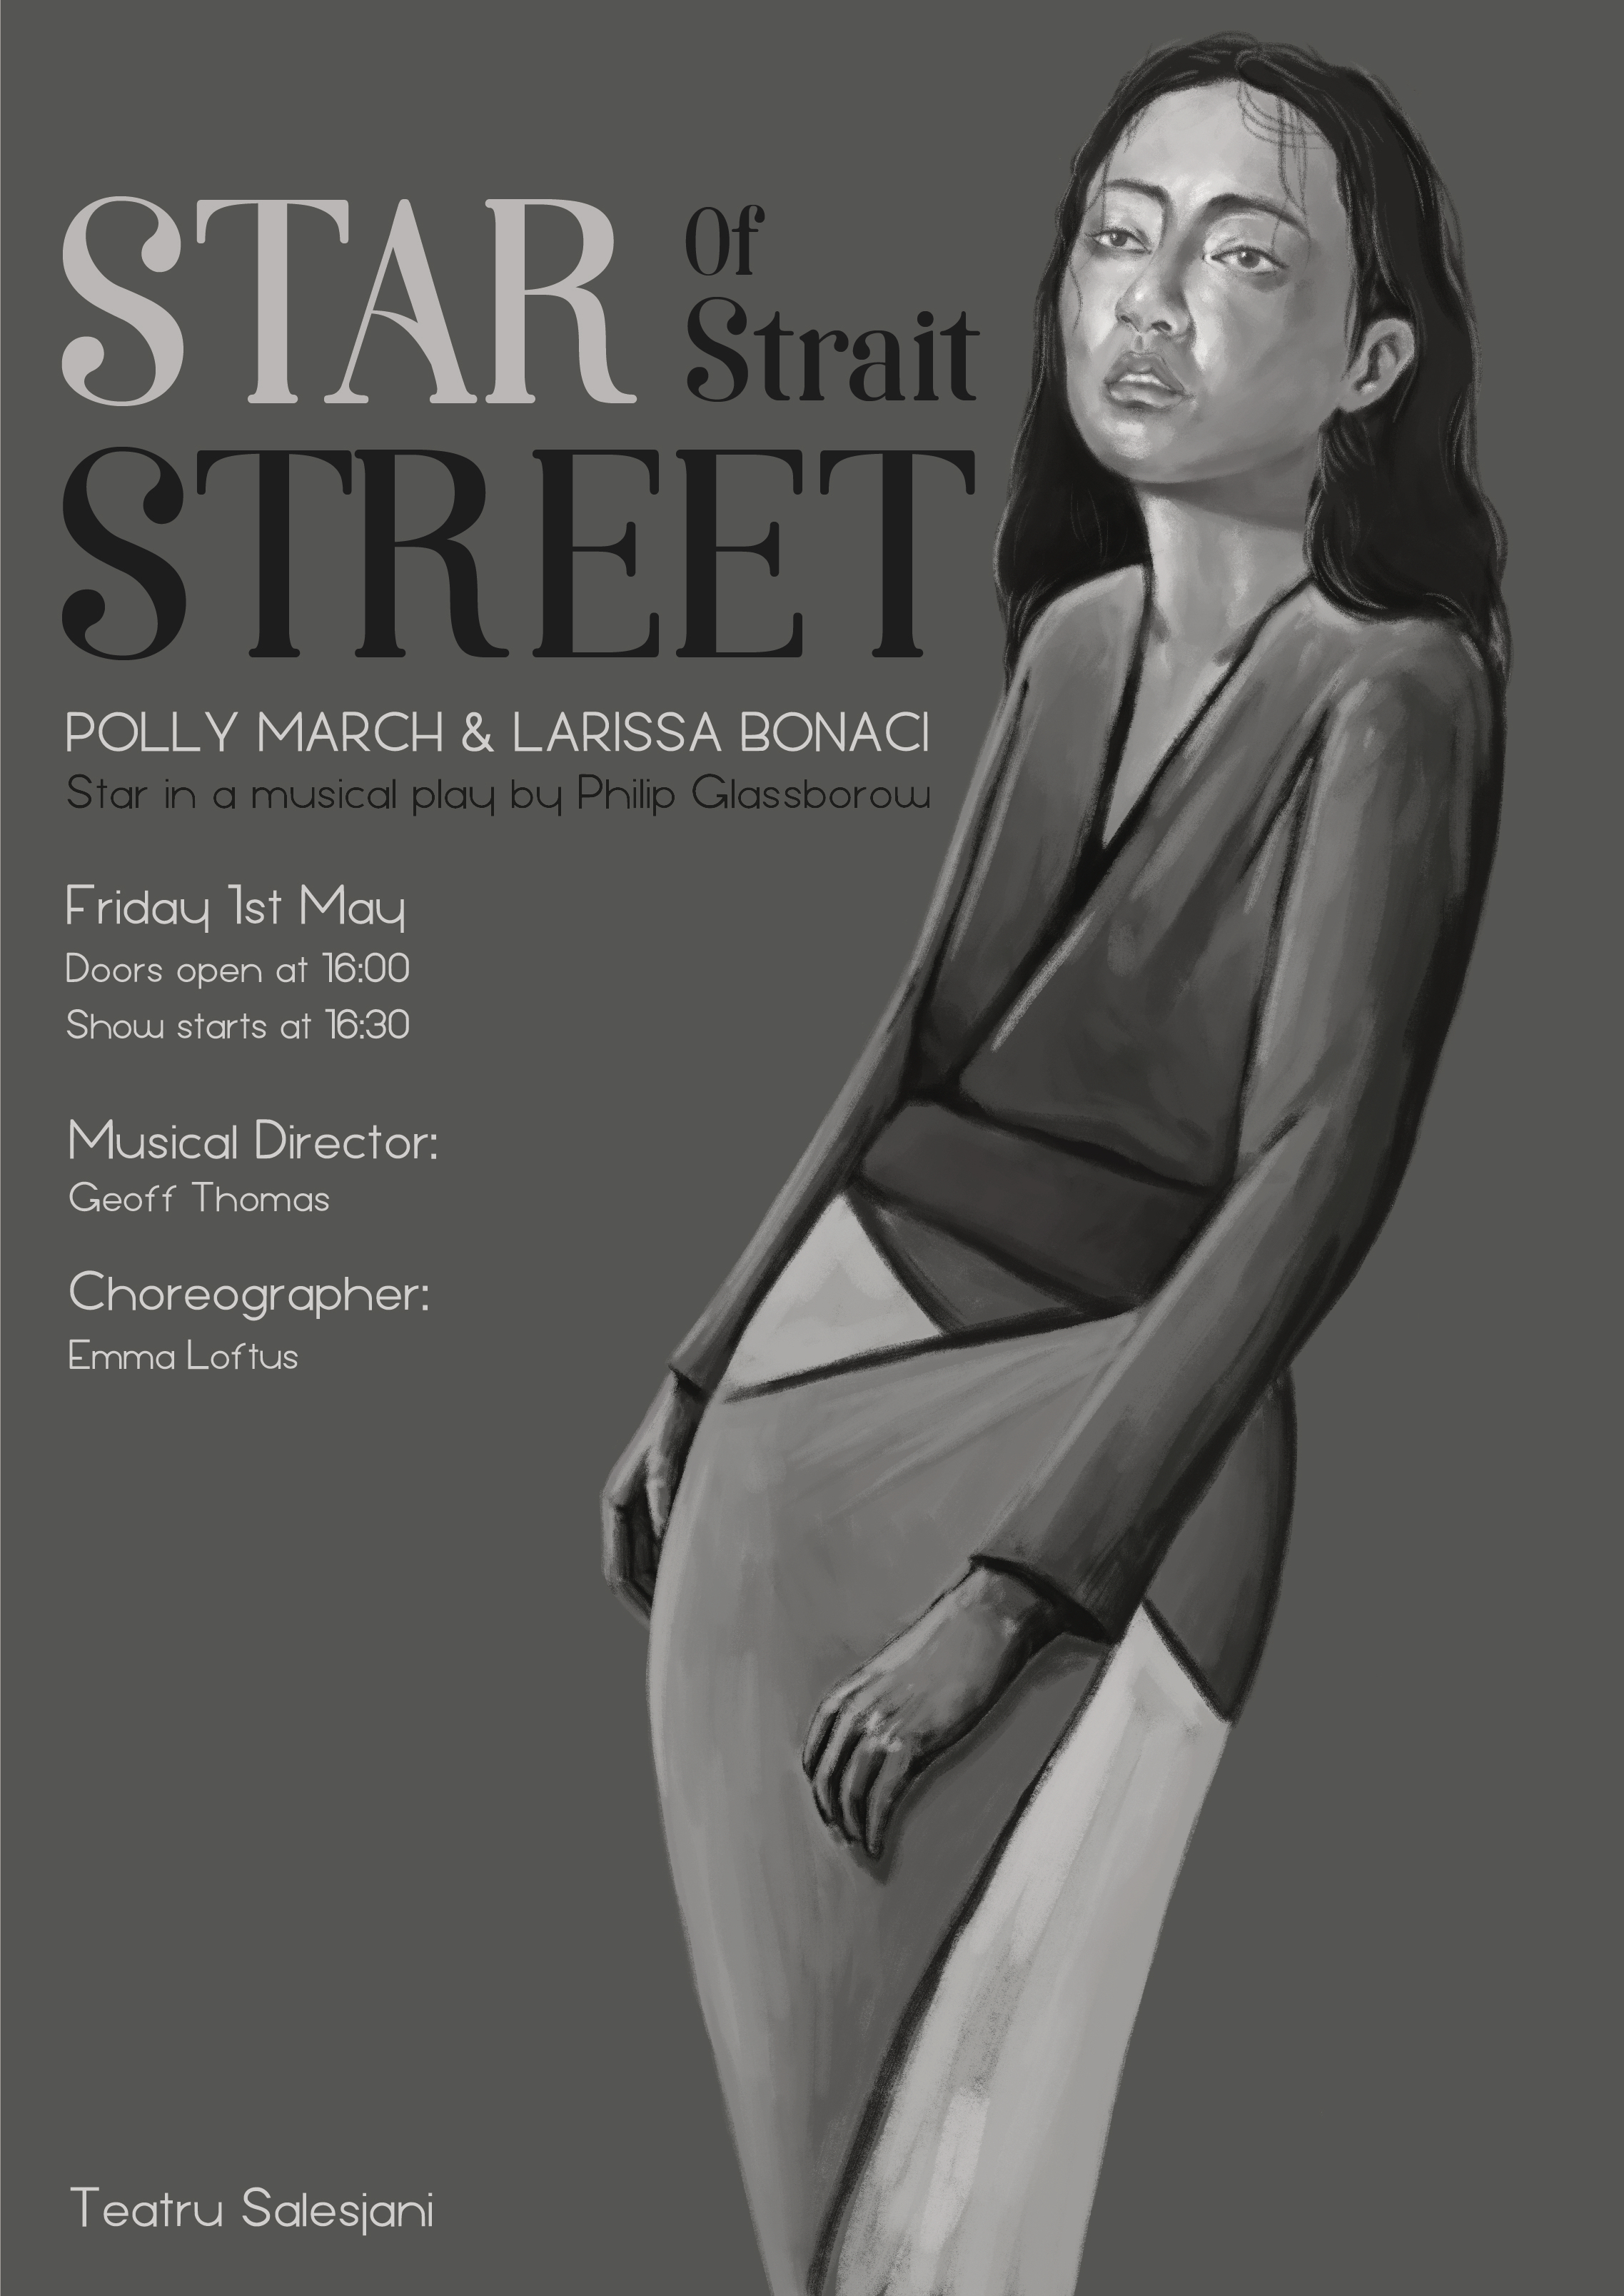 STAR Of
Strait
STREET
POLLY MARCH & LARISSA BONACI
Star in a musical play by Philip Glassborow
Friday 1st May
Doors open at 16:00
Show starts at 16:30
Musical Director:
Geoff Thomas
Choreographer:
Emma Loftus
Teatru Salesjani